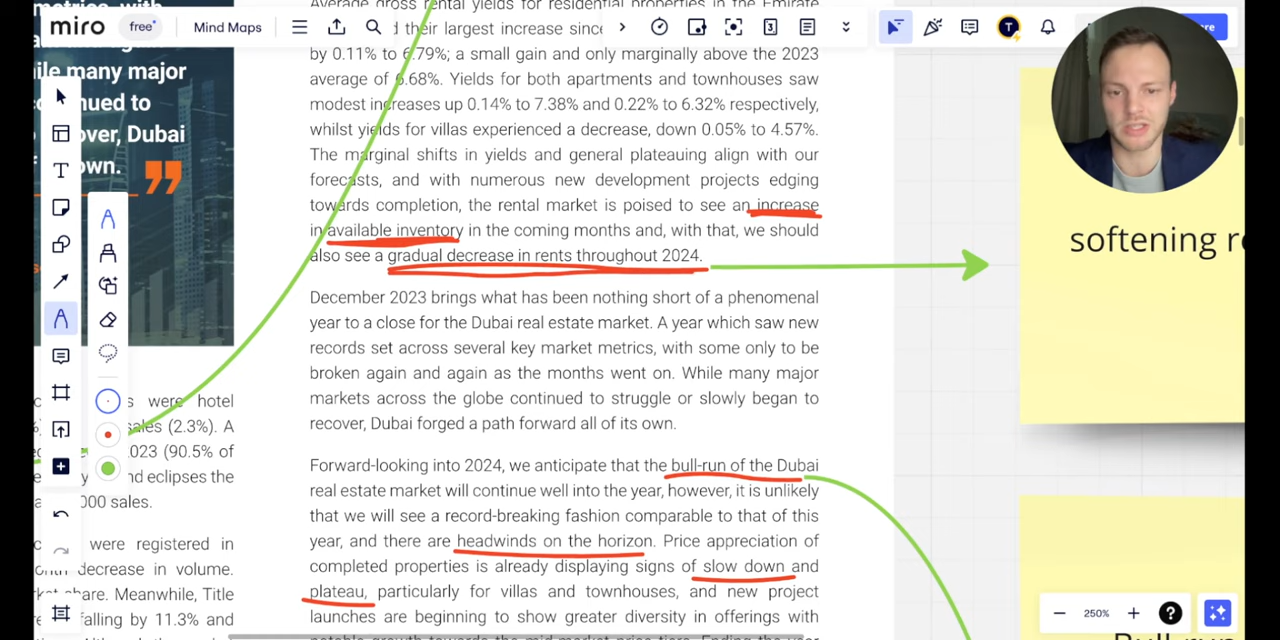 miro
free
Mind Maps
metrics, with
ile many major
nued to
over, Dubai
own.
Average gross rental yields for residential properties in the Emirate
d their largest increase since
by 0.11% to 6.79%; a small gain and only marginally above the 2023
average of 6.68%. Yields for both apartments and townhouses saw
modest increases up 0.14% to 7.38% and 0.22% to 6.32% respectively,
whilst yields for villas experienced a decrease, down 0.05% to 4.57%.
The marginal shifts in yields and general plateauing align with our
forecasts, and with numerous new development projects edging
towards completion, the rental market is poised to see an increase
in available inventory in the coming months and, with that, we should
also see a gradual decrease in rents throughout 2024.
December 2023 brings what has been nothing short of a phenomenal
year to a close for the Dubai real estate market. A year which saw new
records set across several key market metrics, with some only to be
broken again and again as the months went on. While many major
markets across the globe continued to struggle or slowly began to
recover, Dubai forged a path forward all of its own.
Forward-looking into 2024, we anticipate that the bull-run of the Dubai
real estate market will continue well into the year, however, it is unlikely
that we will see a record-breaking fashion comparable to that of this
year, and there are headwinds on the horizon. Price appreciation of
completed properties is already displaying signs of slow down and
plateau, particularly for villas and townhouses, and new project
launches are beginning to show greater diversity in offerings with
s were hotel
sales (2.3%). A
023 (90.5% of
nd eclipses the
000 sales.
were registered in
decrease in volume.
share. Meanwhile, Title
falling by 11.3% and
softening r
T
250%